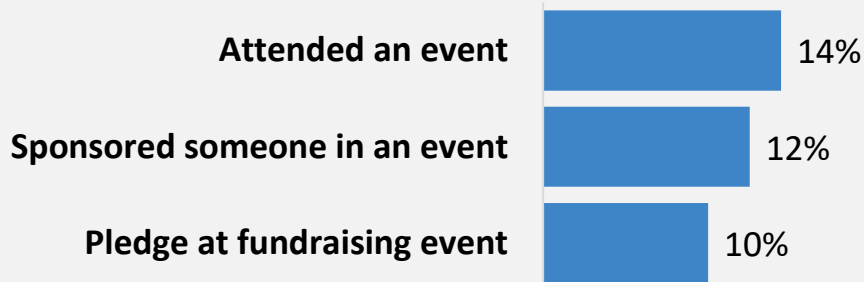 Attended an event 14%
Sponsored someone in an event 12%
Pledge at fundraising event 10%